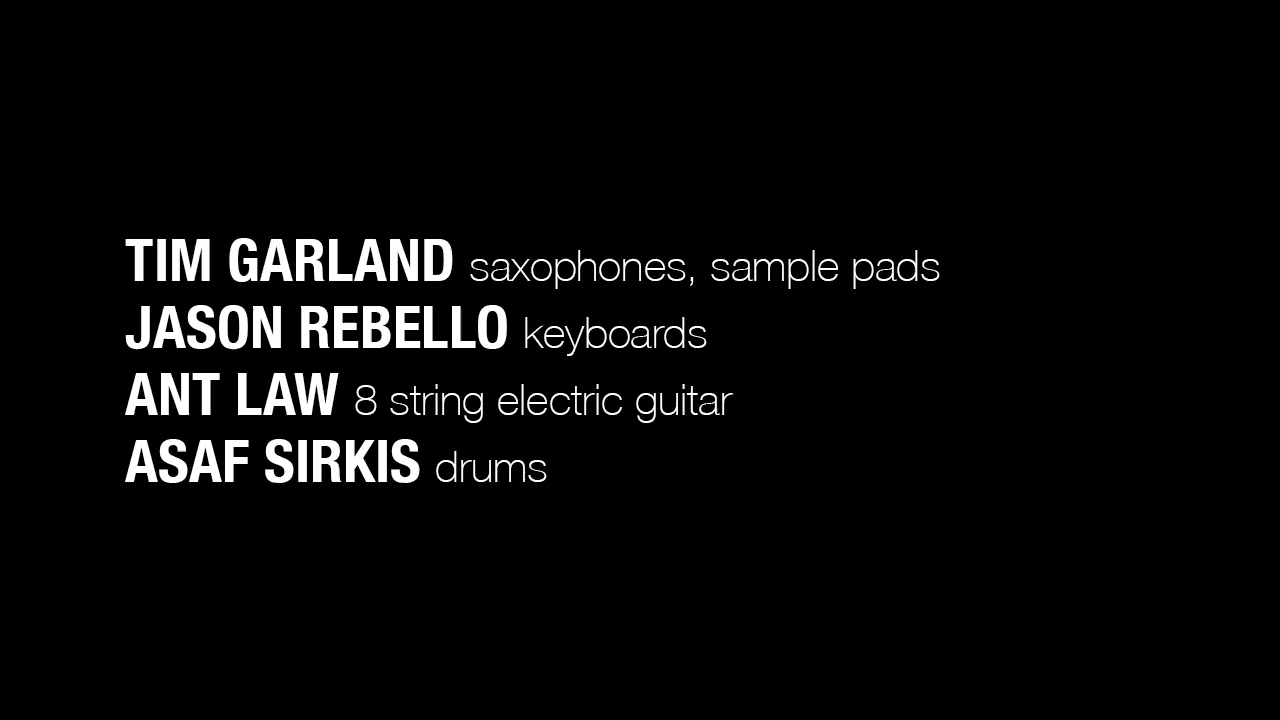 TIM GARLAND saxophones, sample pads
JASON REBELLO keyboards
ANT LAW 8 string electric guitar
ASAF SIRKIS drums